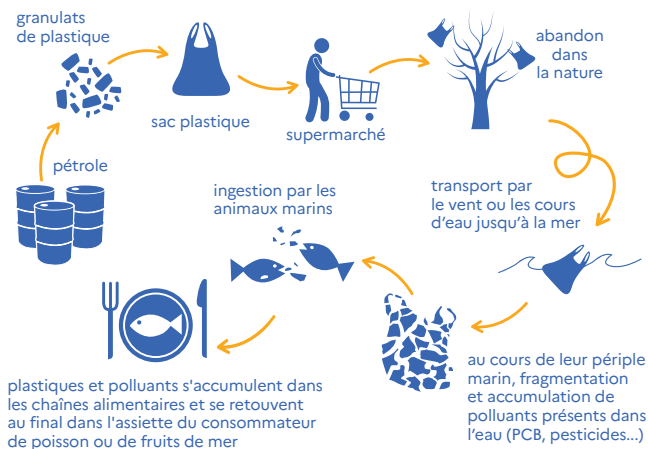 granulats
de plastique
sac plastique
supermarché
abandon
dans
la nature
pétrole
ingestion par les
animaux marins
transport par
le vent ou les cours
d'eau jusqu'à la mer
au cours de leur périple
marin, fragmentation
et accumulation de
polluants présents dans
l'eau (PCB, pesticides...)
plastiques et polluants s'accumulent dans
les chaînes alimentaires et se retouvent
au final dans l'assiette du consommateur
de poisson ou de fruits de mer